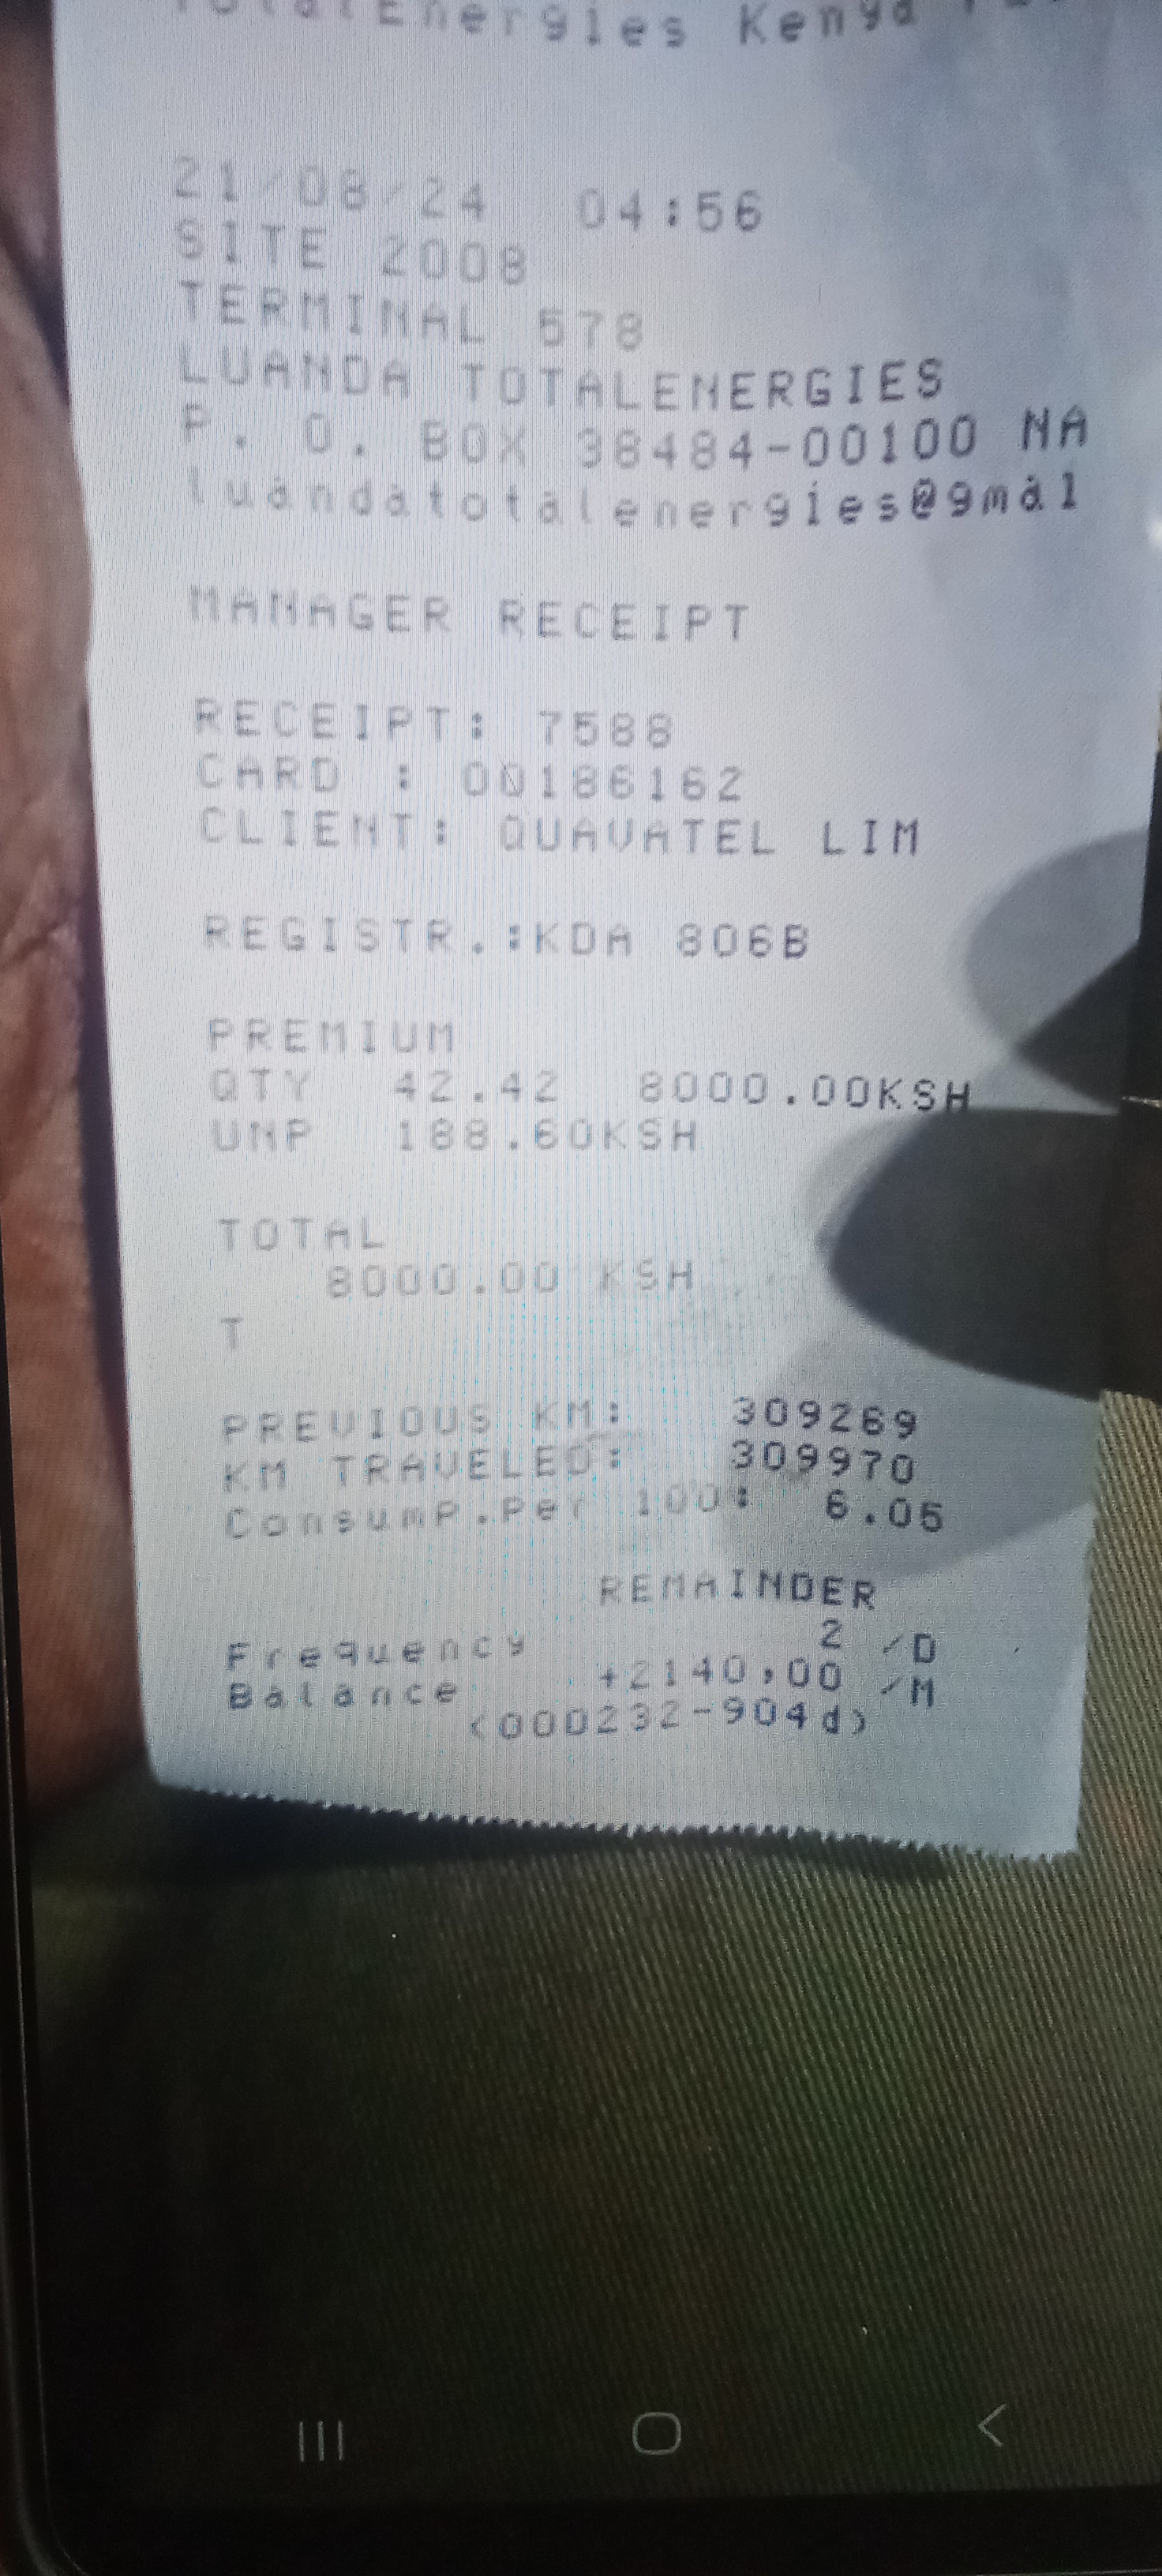 TotalEnergies Kenya
21/08/24 04:56
SITE 2008
TERMINAL 578
LUANDA TOTALENERGIES
P. O. BOX 38484-00100 NA
luandatotalenergies@gmal
MANAGER RECEIPT
RECEIPT: 7588
CARD : 00186162
CLIENT: QUAVATEL LIM
REGISTR.:KDA 806B
PREMIUM
QTY 42.42 8000.00KSH
UNP 188.60KSH
TOTAL
8000.00 KSH
T
PREVIOUS KM: 309269
KM TRAVELED: 309970
Consump.Per 100: 6.05
REMAINDER
Frequency 2 /D
Balance +2140,00 /M
(000232-904d)